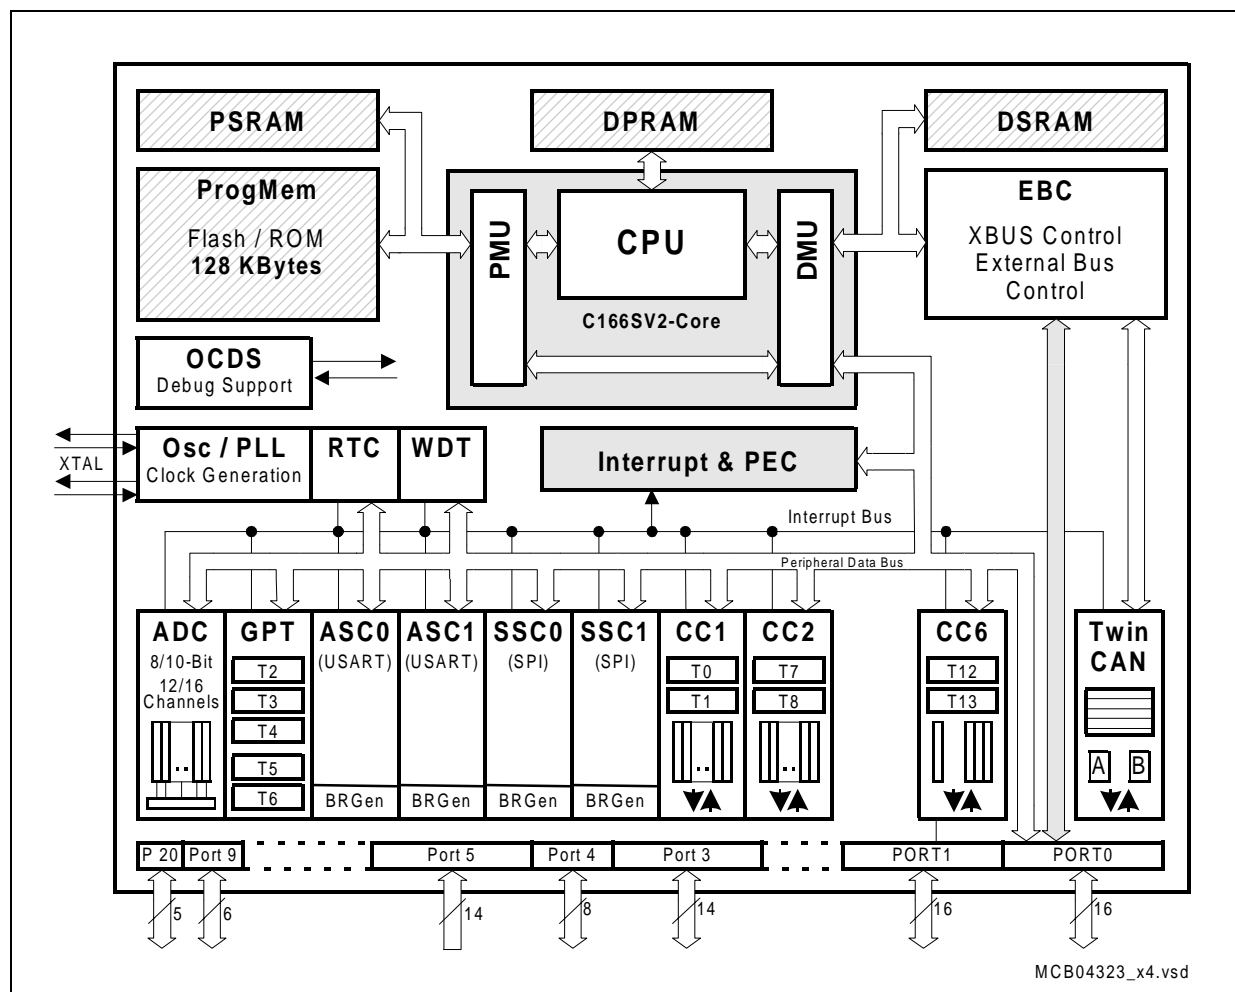 PSRAM
DPRAM
DSRAM
ProgMem
Flash / ROM
128 KBytes
PMU
CPU
DMU
C166SV2-Core
EBC
XBUS Control
External Bus
Control
OCDS
Debug Support
XTAL
Osc / PLL
Clock Generation
RTC
WDT
Interrupt & PEC
Interrupt Bus
Peripheral Data Bus
ADC
8/10-Bit
12/16
Channels
GPT
T2
T3
T4
T5
T6
ASC0
(USART)
BRGen
ASC1
(USART)
BRGen
SSC0
(SPI)
BRGen
SSC1
(SPI)
BRGen
CC1
T0
T1
CC2
T7
T8
CC6
T12
T13
Twin
CAN
A B
P 20
Port 9
Port 5
Port 4
Port 3
PORT1
PORT0
5
6
14
8
14
16
16
MCB04323_x4.vsd